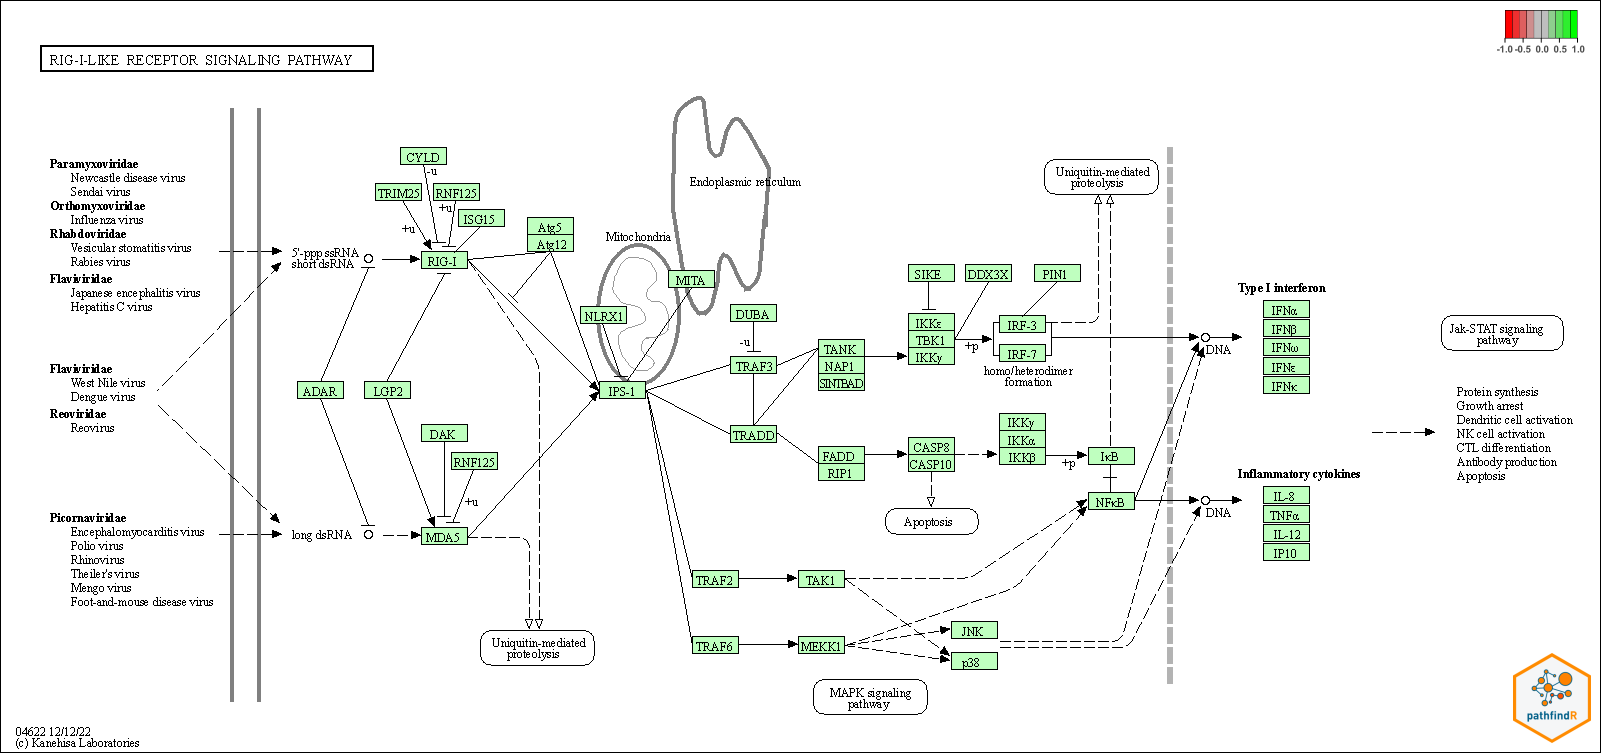 -1.0 -0.5 0.0 0.5 1.0
RIG-I-LIKE RECEPTOR SIGNALING PATHWAY
Paramyxoviridae
Newcastle disease virus
Sendai virus
Orthomyxoviridae
Influenza virus
Rhabdoviridae
Vesicular stomatitis virus
Rabies virus
Flaviviridae
Japanese encephalitis virus
Hepatitis C virus
Flaviviridae
West Nile virus
Dengue virus
Reoviridae
Reovirus
Picornaviridae
Encephalomyocarditis virus
Polio virus
Rhinovirus
Theiler's virus
Mengo virus
Foot-and-mouse disease virus
5'-ppp ssRNA
short dsRNA
long dsRNA
ADAR
LGP2
CYLD
-u
TRIM25
RNF125
+u
+u
ISG15
RIG-I
Atg5
Atg12
DAK
RNF125
+u
MDA5
Uniquitin-mediated
proteolysis
Mitochondria
Endoplasmic reticulum
MITA
NLRX1
IPS-1
DUBA
-u
TRAF3
TRADD
TANK
NAP1
SINTBAD
FADD
RIP1
TRAF2
TAK1
TRAF6
MEKK1
MAPK signaling
pathway
SIKE
DDX3X
PIN1
IKKε
TBK1
IKKγ
+p
IRF-3
IRF-7
homo/heterodimer
formation
Uniquitin-mediated
proteolysis
CASP8
CASP10
Apoptosis
IKKγ
IKKα
IKKβ
+p
IκB
NFκB
JNK
p38
DNA
DNA
Type I interferon
IFNα
IFNβ
IFNω
IFNε
IFNκ
Inflammatory cytokines
IL-8
TNFα
IL-12
IP10
Jak-STAT signaling
pathway
Protein synthesis
Growth arrest
Dendritic cell activation
NK cell activation
CTL differentiation
Antibody production
Apoptosis
04622 12/12/22
(c) Kanehisa Laboratories
pathfindR